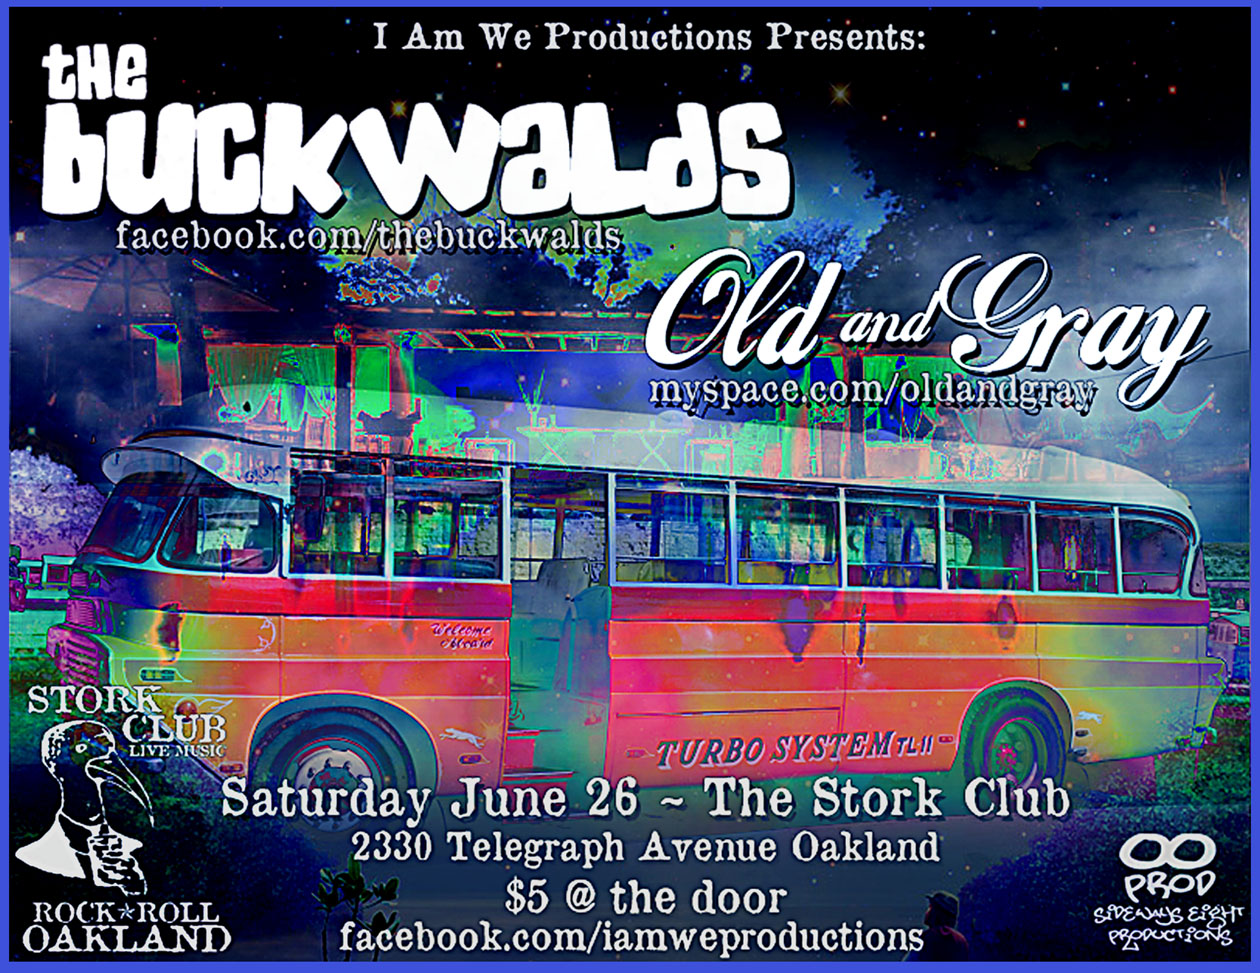 I Am We Productions Presents:
the
buckwalds
facebook.com/thebuckwalds
Old and Gray
myspace.com/oldandgray
Welcome
Aboard
TURBO SYSTEM TL11
STORK
CLUB
LIVE MUSIC
Saturday June 26 ~ The Stork Club
2330 Telegraph Avenue Oakland
$5 @ the door
facebook.com/iamweproductions
ROCK★ROLL
OAKLAND
PROD
SIDEWAYS EIGHT
PRODUCTIONS